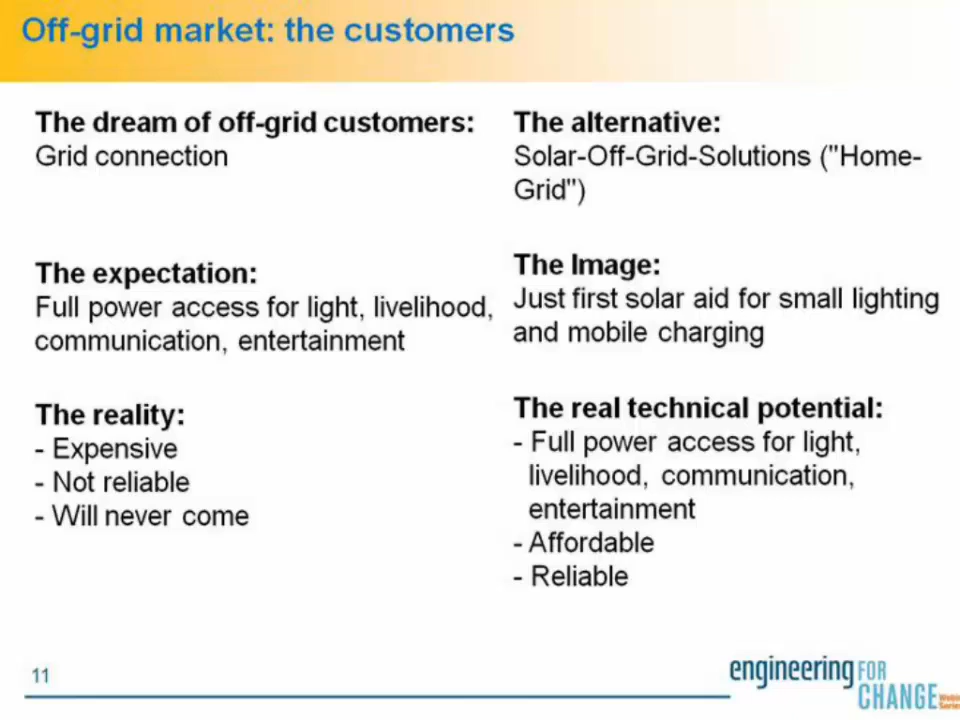 Off-grid market: the customers
The dream of off-grid customers:
Grid connection
The expectation:
Full power access for light, livelihood,
communication, entertainment
The reality:
- Expensive
- Not reliable
- Will never come
The alternative:
Solar-Off-Grid-Solutions ("Home-
Grid")
The Image:
Just first solar aid for small lighting
and mobile charging
The real technical potential:
- Full power access for light,
livelihood, communication,
entertainment
- Affordable
- Reliable
11
engineering FOR
CHANGE